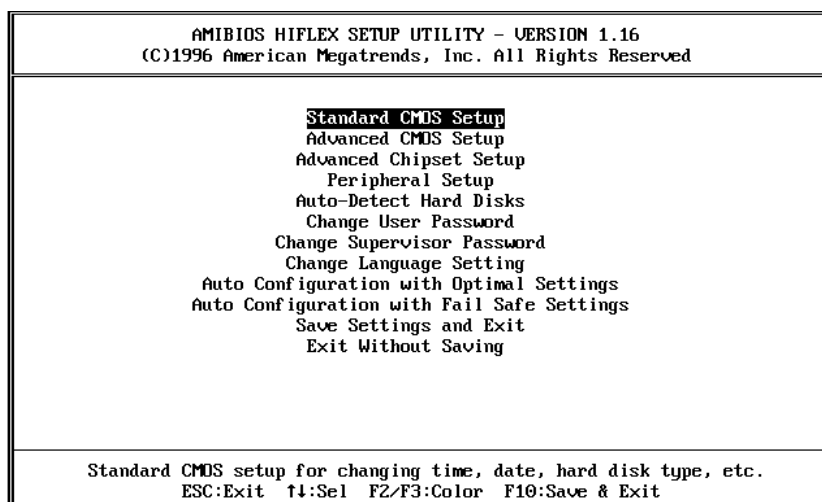 AMIBIOS HIFLEX SETUP UTILITY - VERSION 1.16
(C)1996 American Megatrends, Inc. All Rights Reserved
Standard CMOS Setup
Advanced CMOS Setup
Advanced Chipset Setup
Peripheral Setup
Auto-Detect Hard Disks
Change User Password
Change Supervisor Password
Change Language Setting
Auto Configuration with Optimal Settings
Auto Configuration with Fail Safe Settings
Save Settings and Exit
Exit Without Saving
Standard CMOS setup for changing time, date, hard disk type, etc.
ESC:Exit ↑↓:Sel F2/F3:Color F10:Save & Exit